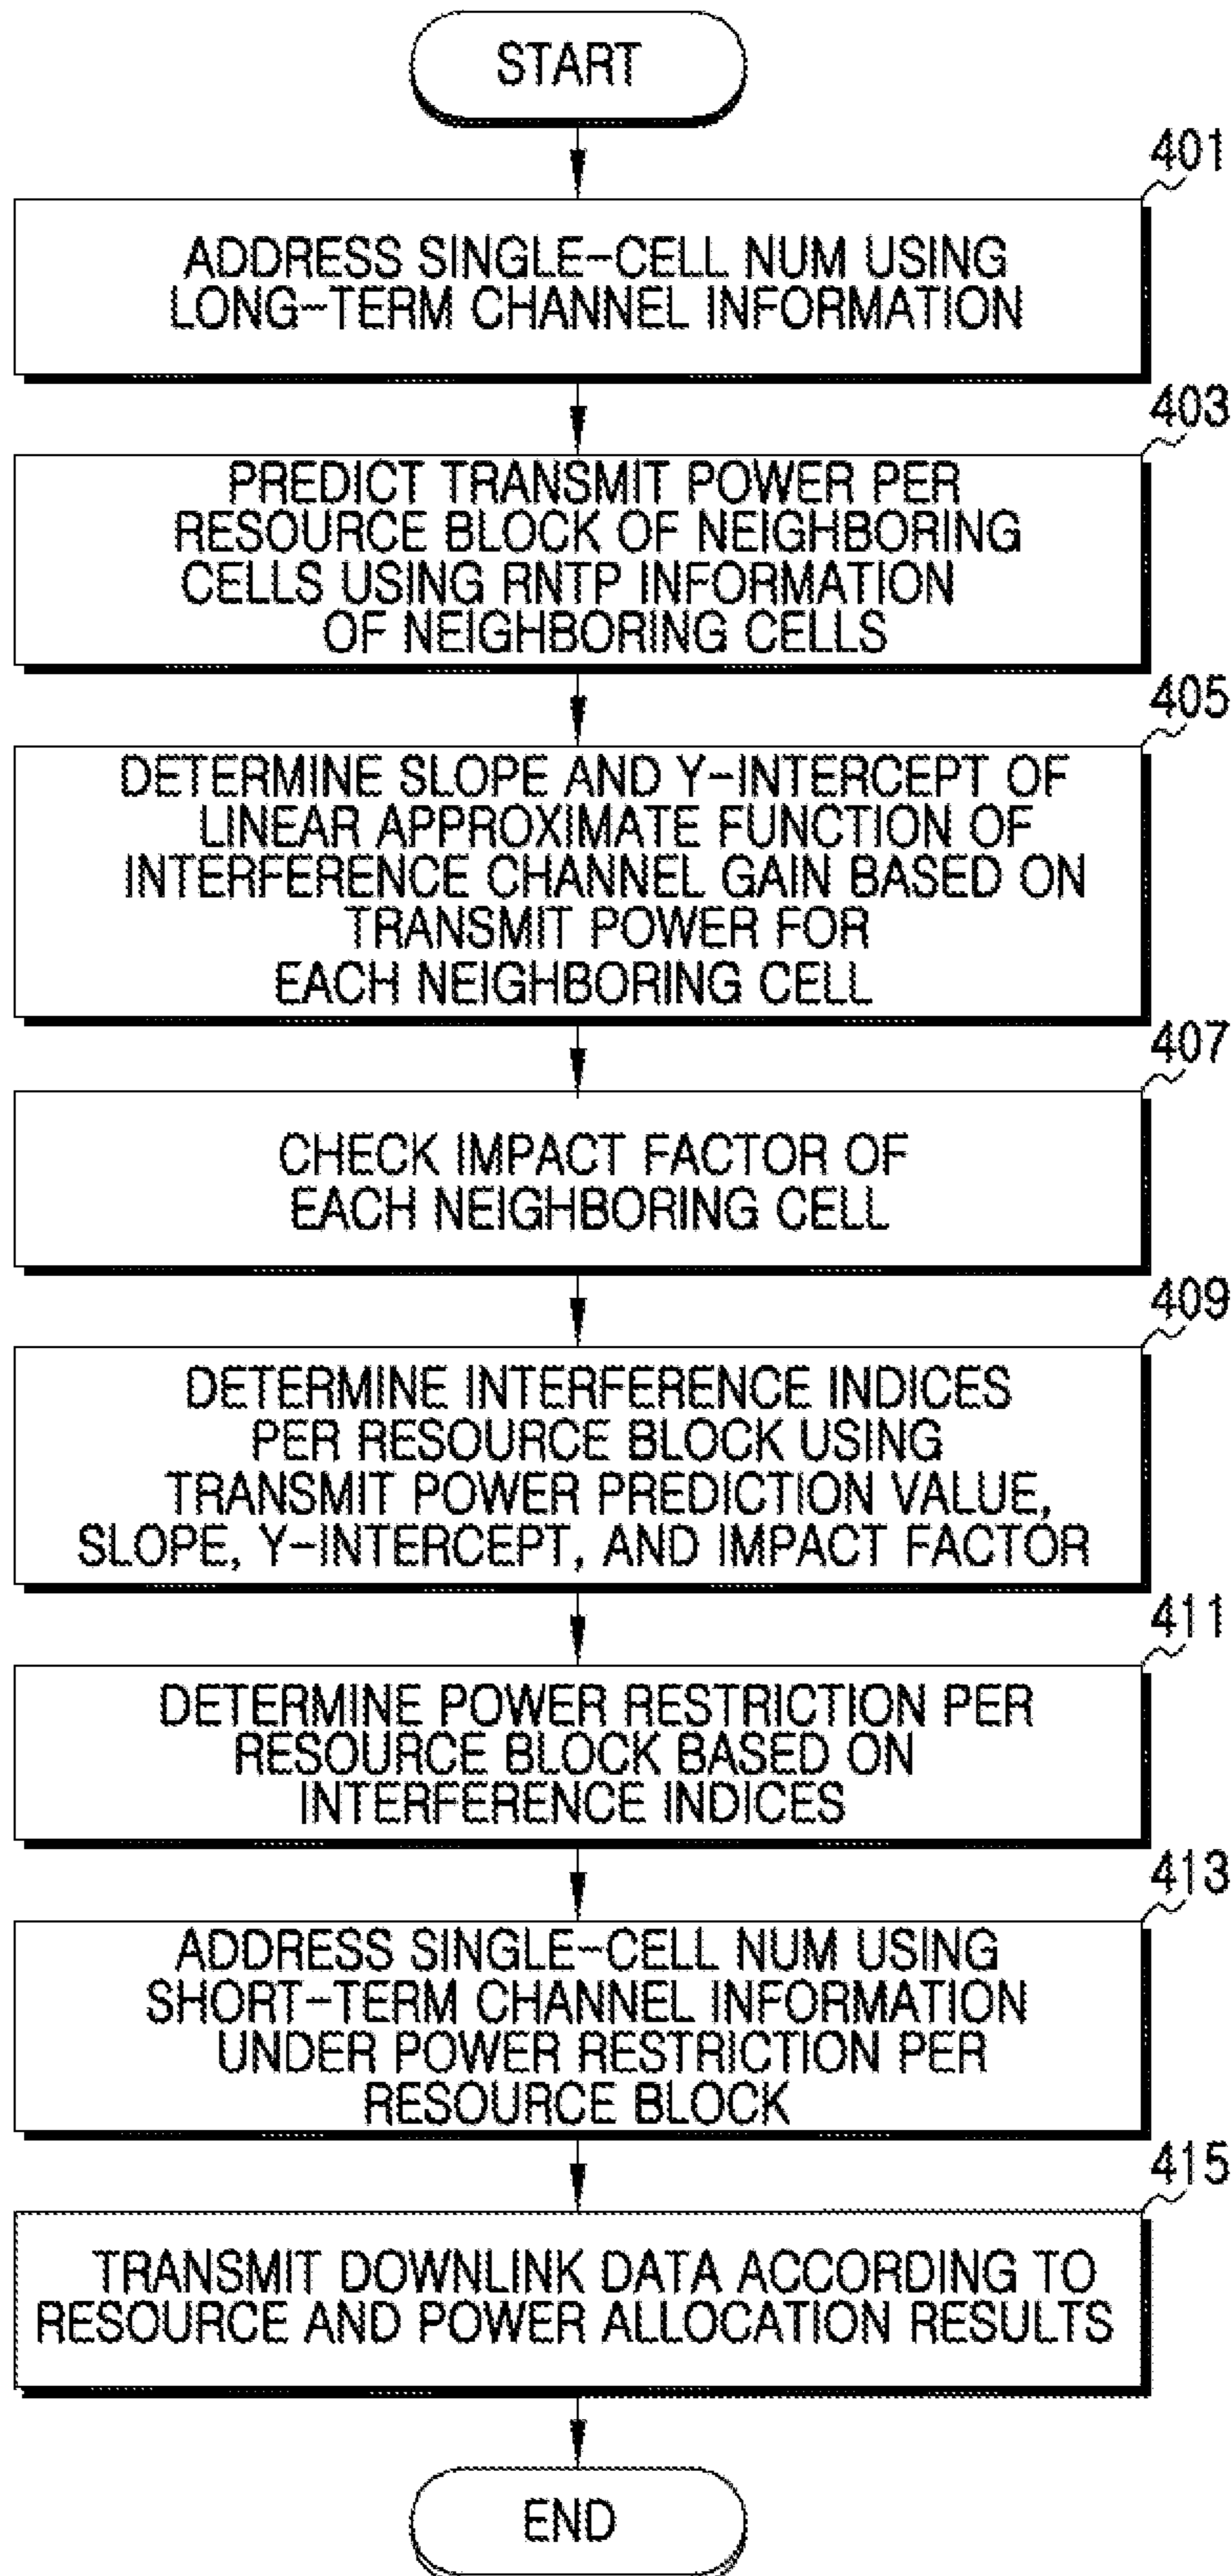 START
401
ADDRESS SINGLE-CELL NUM USING
LONG-TERM CHANNEL INFORMATION
403
PREDICT TRANSMIT POWER PER
RESOURCE BLOCK OF NEIGHBORING
CELLS USING RNTP INFORMATION
OF NEIGHBORING CELLS
405
DETERMINE SLOPE AND Y-INTERCEPT OF
LINEAR APPROXIMATE FUNCTION OF
INTERFERENCE CHANNEL GAIN BASED ON
TRANSMIT POWER FOR
EACH NEIGHBORING CELL
407
CHECK IMPACT FACTOR OF
EACH NEIGHBORING CELL
409
DETERMINE INTERFERENCE INDICES
PER RESOURCE BLOCK USING
TRANSMIT POWER PREDICTION VALUE,
SLOPE, Y-INTERCEPT, AND IMPACT FACTOR
411
DETERMINE POWER RESTRICTION PER
RESOURCE BLOCK BASED ON
INTERFERENCE INDICES
413
ADDRESS SINGLE-CELL NUM USING
SHORT-TERM CHANNEL INFORMATION
UNDER POWER RESTRICTION PER
RESOURCE BLOCK
415
TRANSMIT DOWNLINK DATA ACCORDING TO
RESOURCE AND POWER ALLOCATION RESULTS
END